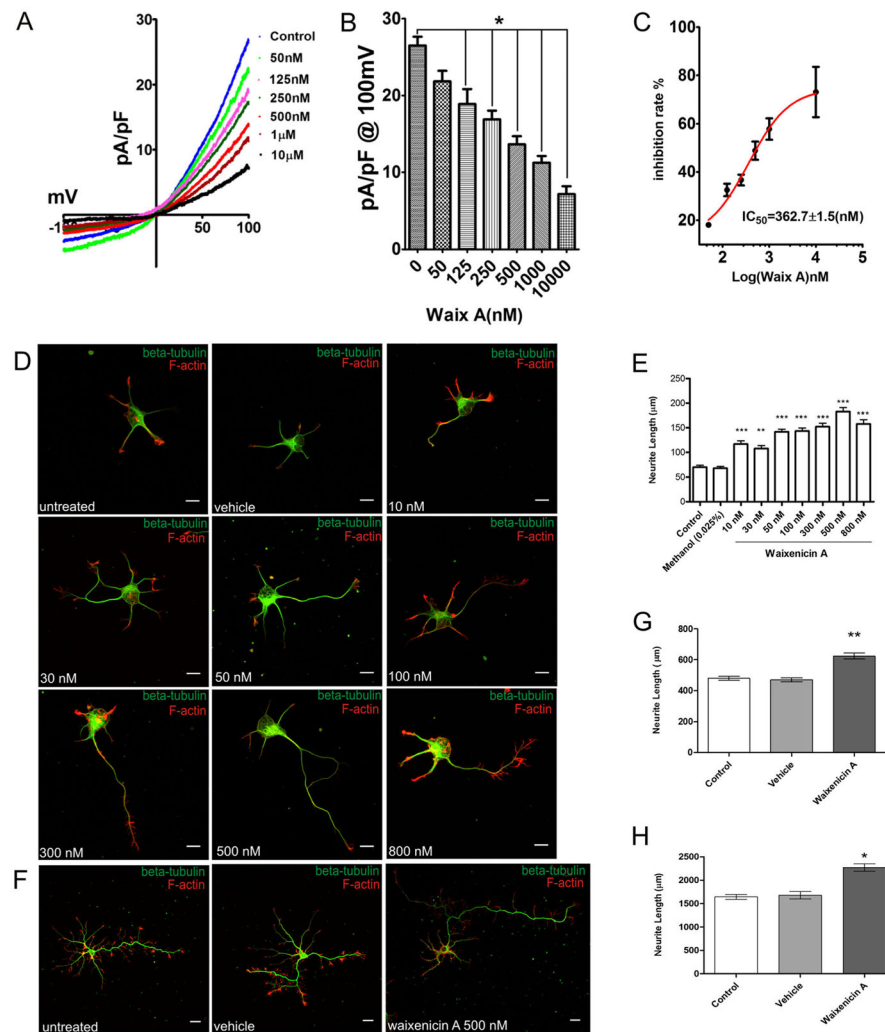 A
30
20
10
pA/pF
mV
50
100
Control
50nM
125nM
250nM
500nM
1μM
10μM
B
*
30
20
10
0
pA/pF @ 100mV
0
50
125
250
500
1000
10000
Waix A(nM)
C
100
80
60
40
20
inhibition rate %
IC50=362.7±1.5(nM)
2
3
4
5
Log(Waix A)nM
D
beta-tubulin
F-actin
untreated
beta-tubulin
F-actin
vehicle
beta-tubulin
F-actin
10 nM
beta-tubulin
F-actin
30 nM
beta-tubulin
F-actin
50 nM
beta-tubulin
F-actin
100 nM
beta-tubulin
F-actin
300 nM
beta-tubulin
F-actin
500 nM
beta-tubulin
F-actin
800 nM
E
250
200
150
100
50
0
Neurite Length (μm)
***
**
***
***
***
***
***
Control
Methanol (0.025%)
10 nM
30 nM
50 nM
100 nM
300 nM
500 nM
800 nM
Waixenicin A
F
beta-tubulin
F-actin
untreated
beta-tubulin
F-actin
vehicle
beta-tubulin
F-actin
waixenicin A 500 nM
G
800
600
400
200
0
Neurite Length ( μm)
**
Control
Vehicle
Waixenicin A
H
2500
2000
1500
1000
500
0
Neurite Length (μm)
*
Control
Vehicle
Waixenicin A